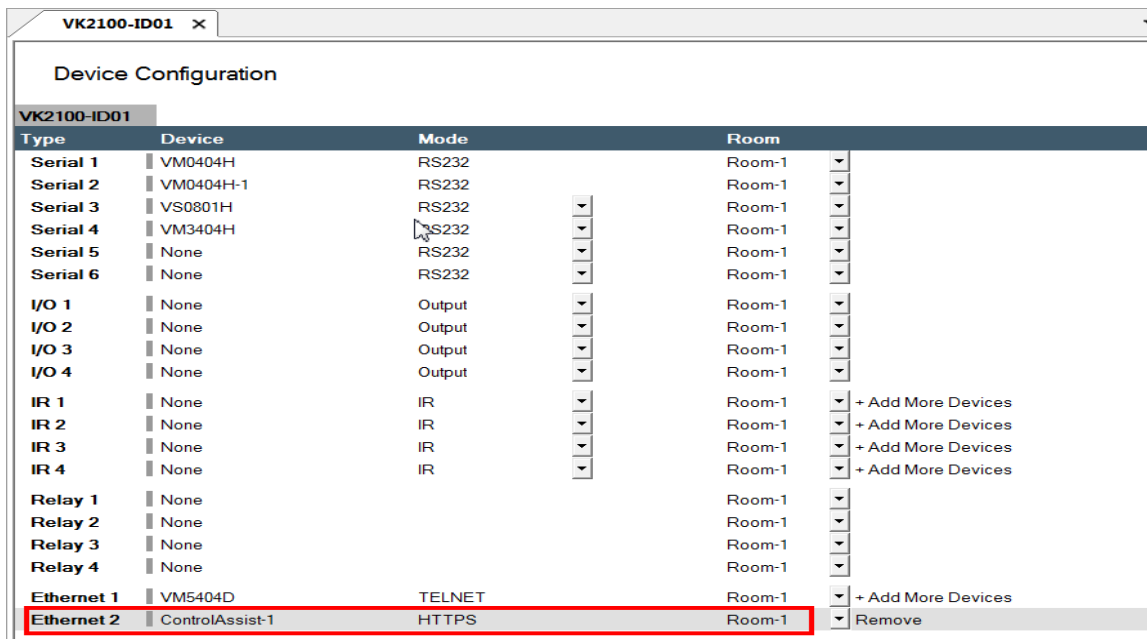 VK2100-ID01 ×
Device Configuration
VK2100-ID01
Type Device Mode Room
Serial 1 VM0404H RS232 Room-1
Serial 2 VM0404H-1 RS232 Room-1
Serial 3 VS0801H RS232 Room-1
Serial 4 VM3404H RS232 Room-1
Serial 5 None RS232 Room-1
Serial 6 None RS232 Room-1
I/O 1 None Output Room-1
I/O 2 None Output Room-1
I/O 3 None Output Room-1
I/O 4 None Output Room-1
IR 1 None IR Room-1 + Add More Devices
IR 2 None IR Room-1 + Add More Devices
IR 3 None IR Room-1 + Add More Devices
IR 4 None IR Room-1 + Add More Devices
Relay 1 None Room-1
Relay 2 None Room-1
Relay 3 None Room-1
Relay 4 None Room-1
Ethernet 1 VM5404D TELNET Room-1 + Add More Devices
Ethernet 2 ControlAssist-1 HTTPS Room-1 Remove